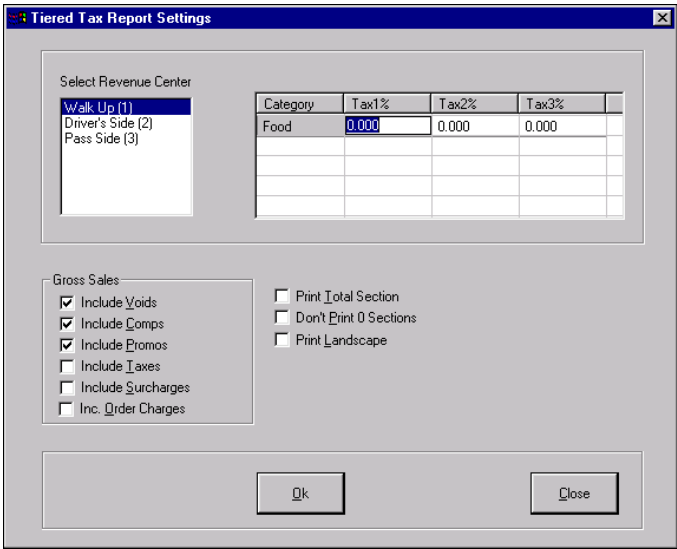 Tiered Tax Report Settings
Select Revenue Center
Walk Up (1)
Driver's Side (2)
Pass Side (3)
Category Tax1% Tax2% Tax3%
Food 0.000 0.000 0.000
Gross Sales
Include Voids
Include Comps
Include Promos
Include Taxes
Include Surcharges
Inc. Order Charges
Print Total Section
Don't Print 0 Sections
Print Landscape
Ok
Close